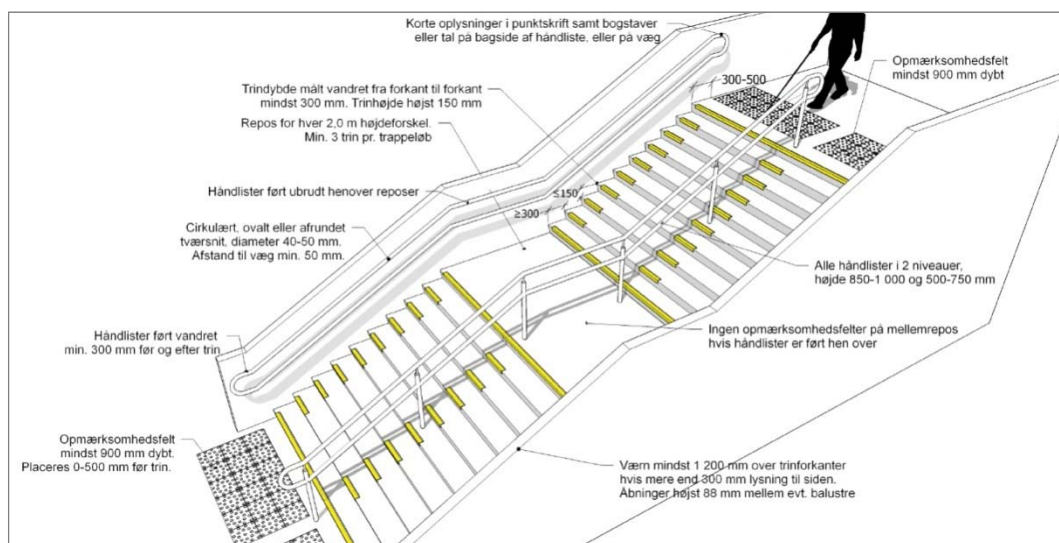 Korte oplysninger i punktskrift samt bogstaver
eller tal på bagside af håndliste, eller på væg
Opmærksomhedsfelt
mindst 900 mm dybt
300-500
Trindybde målt vandret fra forkant til forkant
mindst 300 mm. Trinhøjde højst 150 mm
Repos for hver 2,0 m højdeforskel.
Min. 3 trin pr. trappeløb
Håndlister ført ubrudt henover reposer
≤150
≥300
Cirkulært, ovalt eller afrundet
tværsnit, diameter 40-50 mm.
Afstand til væg min. 50 mm.
Alle håndlister i 2 niveauer,
højde 850-1 000 og 500-750 mm
Håndlister ført vandret
min. 300 mm før og efter trin
Ingen opmærksomhedsfelter på mellemrepos
hvis håndlister er ført hen over
Opmærksomhedsfelt
mindst 900 mm dybt.
Placeres 0-500 mm før trin.
Værn mindst 1 200 mm over trinforkanter
hvis mere end 300 mm lysning til siden.
Åbninger højst 88 mm mellem evt. balustre